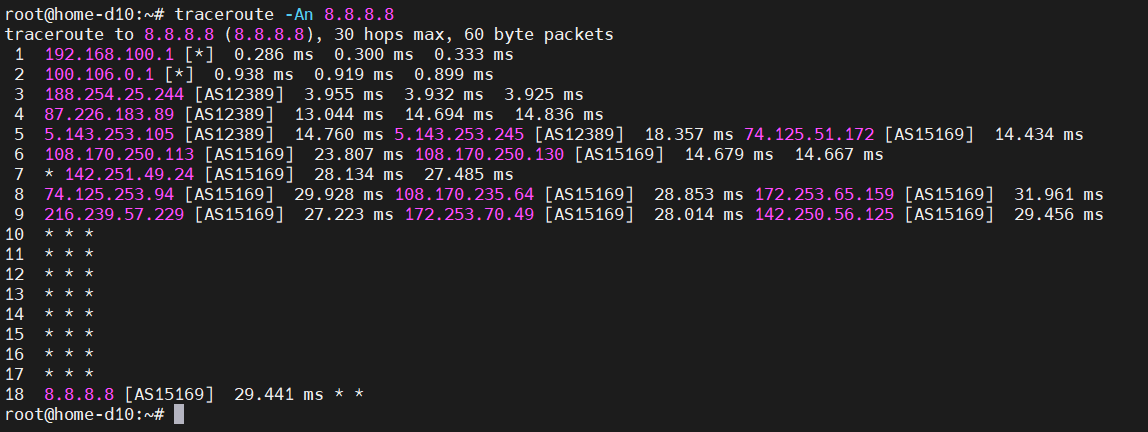 root@home-d10:~# traceroute -An 8.8.8.8
traceroute to 8.8.8.8 (8.8.8.8), 30 hops max, 60 byte packets
 1  192.168.100.1 [*]  0.286 ms  0.300 ms  0.333 ms
 2  100.106.0.1 [*]  0.938 ms  0.919 ms  0.899 ms
 3  188.254.25.244 [AS12389]  3.955 ms  3.932 ms  3.925 ms
 4  87.226.183.89 [AS12389]  13.044 ms  14.694 ms  14.836 ms
 5  5.143.253.105 [AS12389]  14.760 ms 5.143.253.245 [AS12389]  18.357 ms 74.125.51.172 [AS15169]  14.434 ms
 6  108.170.250.113 [AS15169]  23.807 ms 108.170.250.130 [AS15169]  14.679 ms  14.667 ms
 7  * 142.251.49.24 [AS15169]  28.134 ms  27.485 ms
 8  74.125.253.94 [AS15169]  29.928 ms 108.170.235.64 [AS15169]  28.853 ms 172.253.65.159 [AS15169]  31.961 ms
 9  216.239.57.229 [AS15169]  27.223 ms 172.253.70.49 [AS15169]  28.014 ms 142.250.56.125 [AS15169]  29.456 ms
10  * * *
11  * * *
12  * * *
13  * * *
14  * * *
15  * * *
16  * * *
17  * * *
18  8.8.8.8 [AS15169]  29.441 ms * *
root@home-d10:~#